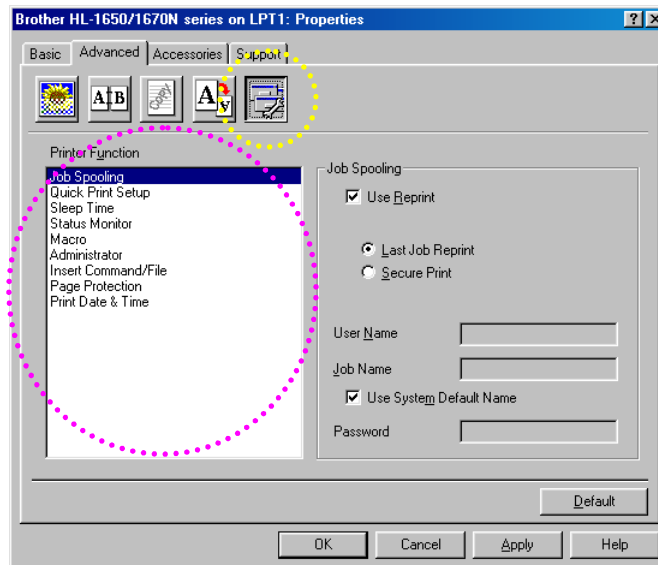 Brother HL-1650/1670N series on LPT1: Properties
Basic Advanced Accessories Support
A B COPY A A
Printer Function
Job Spooling
Quick Print Setup
Sleep Time
Status Monitor
Macro
Administrator
Insert Command/File
Page Protection
Print Date & Time
Job Spooling
Use Reprint
Last Job Reprint
Secure Print
User Name
Job Name
Use System Default Name
Password
Default
OK Cancel Apply Help